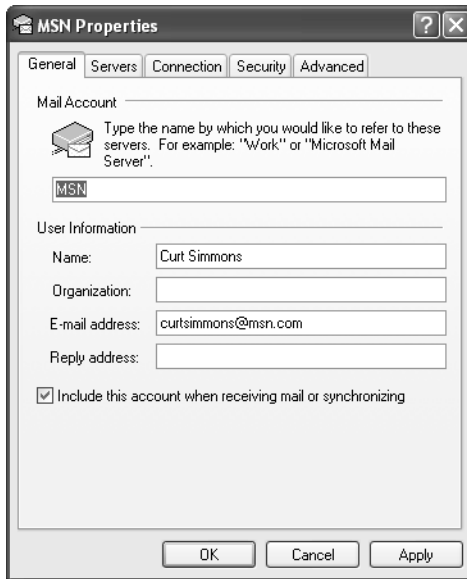 MSN Properties
General Servers Connection Security Advanced
Mail Account
Type the name by which you would like to refer to these
servers. For example: "Work" or "Microsoft Mail
Server".
MSN
User Information
Name: Curt Simmons
Organization:
E-mail address: curtsimmons@msn.com
Reply address:
Include this account when receiving mail or synchronizing
OK Cancel Apply